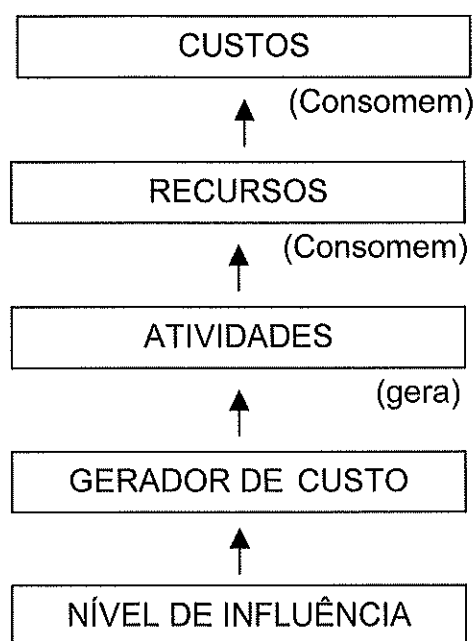 CUSTOS
(Consomem)
RECURSOS
(Consomem)
ATIVIDADES
(gera)
GERADOR DE CUSTO
NÍVEL DE INFLUÊNCIA